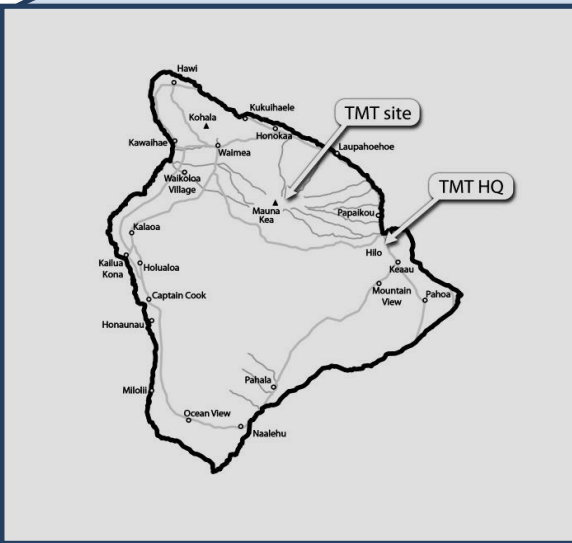 Hawi
Kohala
Kukuihaele
TMT site
Honokaa
Kawaihae
Waimea
Laupahoehoe
Waikoloa
Village
TMT HQ
Mauna
Kea
Papaikou
Kalaoa
Hilo
Kailua
Kona
Holualoa
Keaau
Mountain
View
Pahoa
Captain Cook
Honaunau
Pahala
Milolii
Ocean View
Naalehu